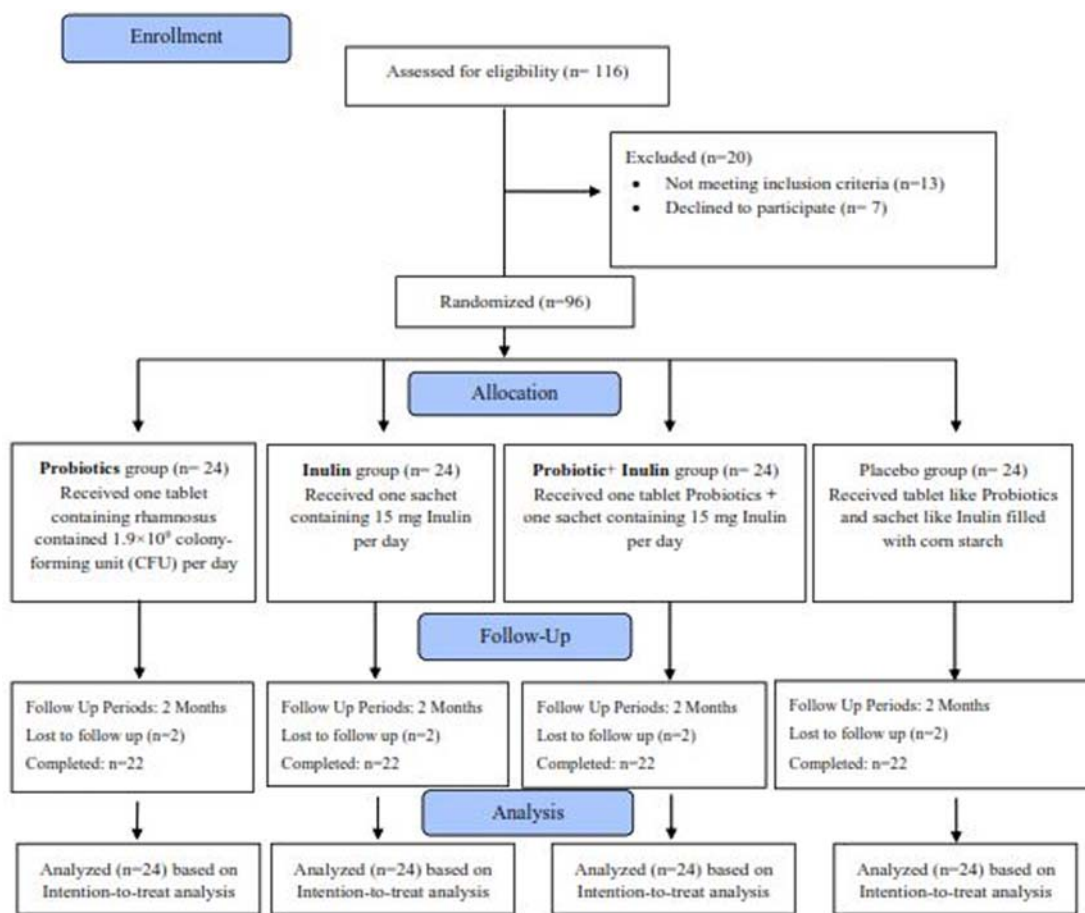 Enrollment
Assessed for eligibility (n= 116)
Excluded (n=20)
• Not meeting inclusion criteria (n=13)
• Declined to participate (n= 7)
Randomized (n=96)
Allocation
Probiotics group (n= 24)
Received one tablet
containing rhamnosus
contained 1.9×10⁹ colony-
forming unit (CFU) per day
Inulin group (n= 24)
Received one sachet
containing 15 mg Inulin
per day
Probiotic+ Inulin group (n= 24)
Received one tablet Probiotics +
one sachet containing 15 mg Inulin
per day
Placebo group (n= 24)
Received tablet like Probiotics
and sachet like Inulin filled
with corn starch
Follow-Up
Follow Up Periods: 2 Months
Lost to follow up (n=2)
Completed: n=22
Follow Up Periods: 2 Months
Lost to follow up (n=2)
Completed: n=22
Follow Up Periods: 2 Months
Lost to follow up (n=2)
Completed: n=22
Follow Up Periods: 2 Months
Lost to follow up (n=2)
Completed: n=22
Analysis
Analyzed (n=24) based on
Intention-to-treat analysis
Analyzed (n=24) based on
Intention-to-treat analysis
Analyzed (n=24) based on
Intention-to-treat analysis
Analyzed (n=24) based on
Intention-to-treat analysis